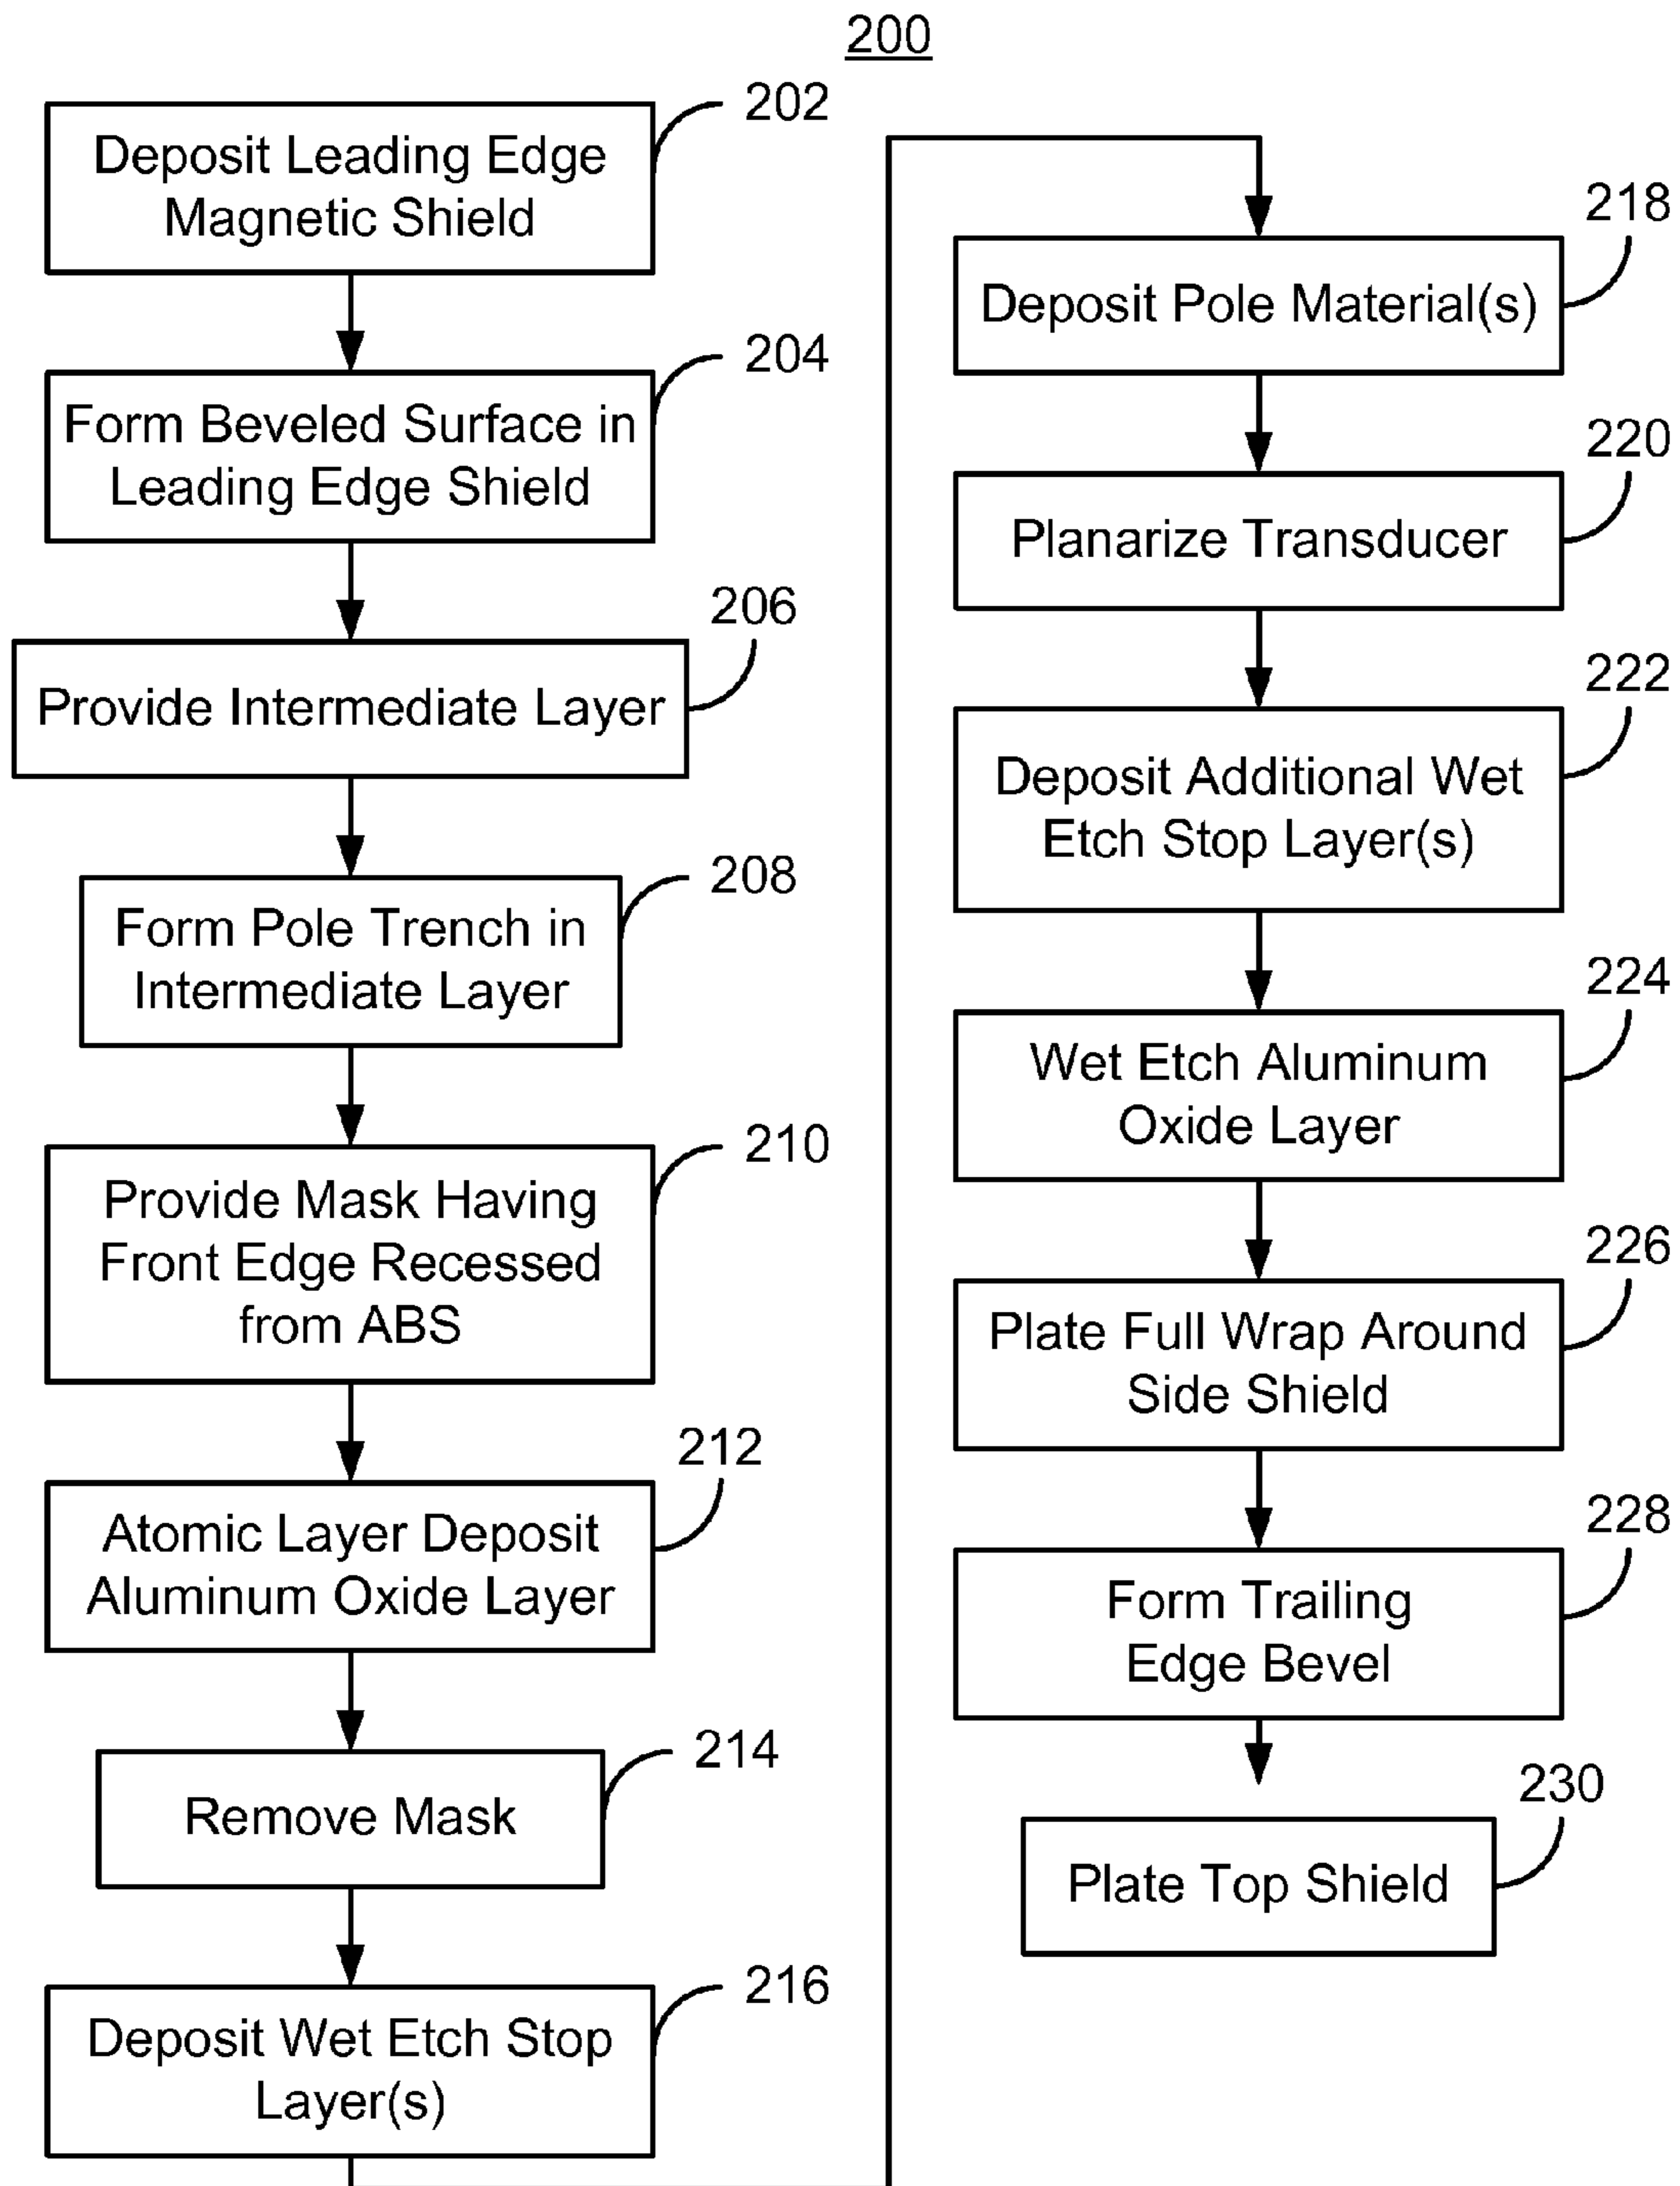 200
202
Deposit Leading Edge
Magnetic Shield
204
Form Beveled Surface in
Leading Edge Shield
206
Provide Intermediate Layer
208
Form Pole Trench in
Intermediate Layer
210
Provide Mask Having
Front Edge Recessed
from ABS
212
Atomic Layer Deposit
Aluminum Oxide Layer
214
Remove Mask
216
Deposit Wet Etch Stop
Layer(s)
218
Deposit Pole Material(s)
220
Planarize Transducer
222
Deposit Additional Wet
Etch Stop Layer(s)
224
Wet Etch Aluminum
Oxide Layer
226
Plate Full Wrap Around
Side Shield
228
Form Trailing
Edge Bevel
230
Plate Top Shield